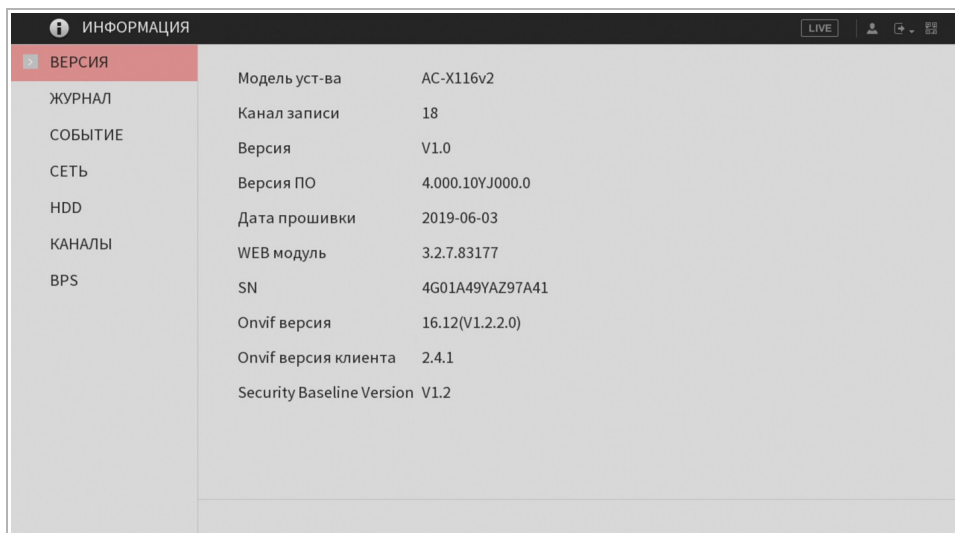 ИНФОРМАЦИЯ LIVE
ВЕРСИЯ
ЖУРНАЛ
СОБЫТИЕ
СЕТЬ
HDD
КАНАЛЫ
BPS
Модель уст-ва AC-X116v2
Канал записи 18
Версия V1.0
Версия ПО 4.000.10YJ000.0
Дата прошивки 2019-06-03
WEB модуль 3.2.7.83177
SN 4G01A49YAZ97A41
Onvif версия 16.12(V1.2.2.0)
Onvif версия клиента 2.4.1
Security Baseline Version V1.2